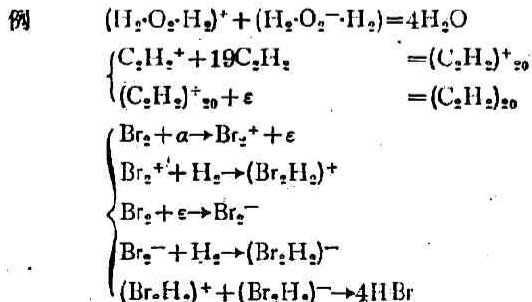 例 (H₂·O₂·H₂)⁺+(H₂·O₂⁻·H₂)=4H₂O
C₂H₂⁺+19C₂H₂ =(C₂H₂)⁺₂₀
(C₂H₂)⁺₂₀+ε =(C₂H₂)₂₀
Br₂+α→Br₂⁺+ε
Br₂⁺+H₂→(Br₂H₂)⁺
Br₂+ε→Br₂⁻
Br₂⁻+H₂→(Br₂H₂)⁻
(Br₂H₂)⁺+(Br₂H₂)⁻→4HBr